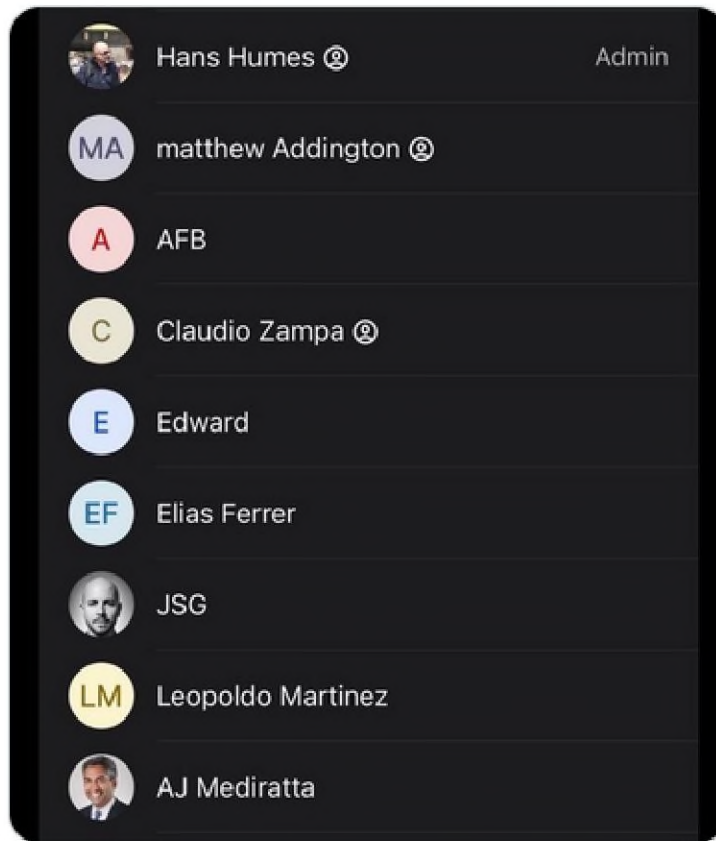 Hans Humes Admin
MA matthew Addington
A AFB
C Claudio Zampa
E Edward
EF Elias Ferrer
JSG
LM Leopoldo Martinez
AJ Mediratta